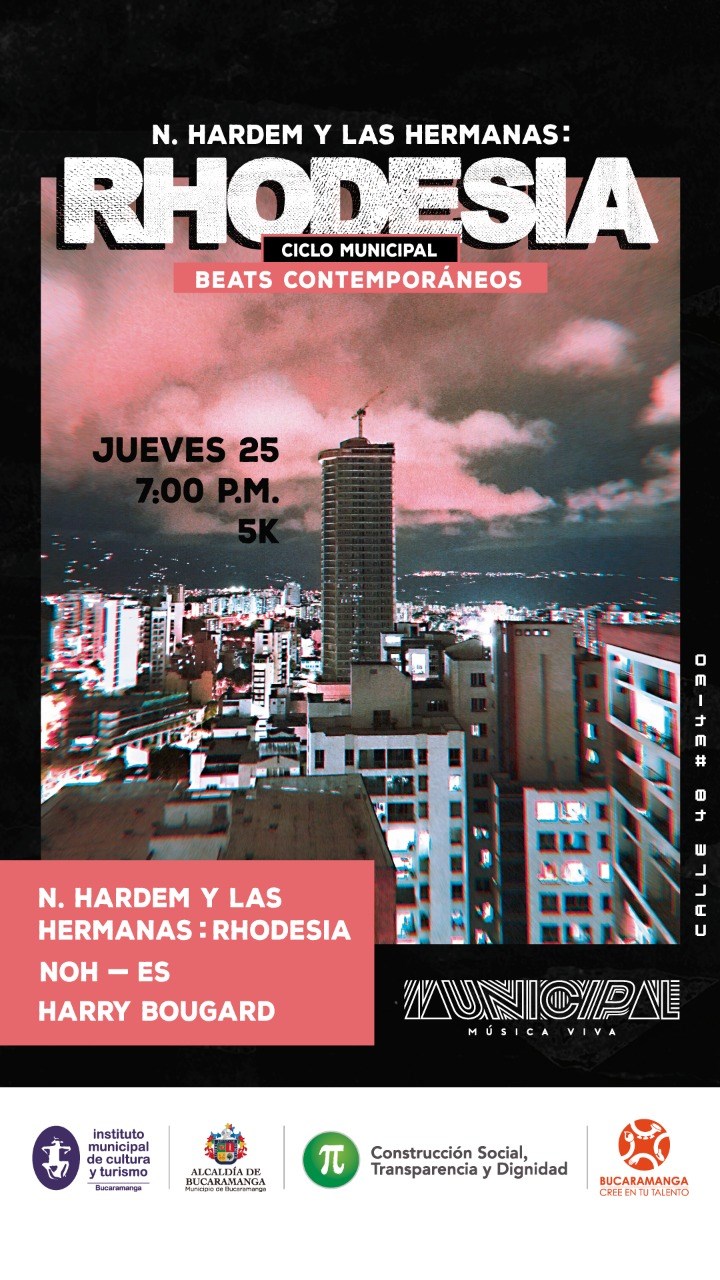 N. HARDEM Y LAS HERMANAS:
RHODESIA
CICLO MUNICIPAL
BEATS CONTEMPORÁNEOS
JUEVES 25
7:00 P.M.
5K
CALLE 48 #34-30
N. HARDEM Y LAS
HERMANAS : RHODESIA
NOH — ES
HARRY BOUGARD
MUNICIPAL
MÚSICA VIVA
instituto
municipal
de cultura
y turismo
Bucaramanga
ALCALDÍA DE
BUCARAMANGA
Municipio de Bucaramanga
π
Construcción Social,
Transparencia y Dignidad
BUCARAMANGA
CREE EN TU TALENTO